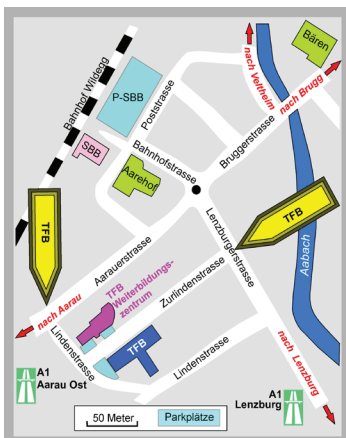 Bären
nach Veltheim
nach Brugg
Bahnhof Wildegg
P-SBB
Poststrasse
SBB
Bahnhofstrasse
Bruggerstrasse
Aarehof
TFB
TFB
Aabach
Lenzburgerstrasse
Aarauerstrasse
TFB
Weiterbildungs-
zentrum
Zurlindenstrasse
nach Aarau
Lindenstrasse
TFB
Lindenstrasse
nach Lenzburg
A1
Aarau Ost
A1
Lenzburg
50 Meter
Parkplätze